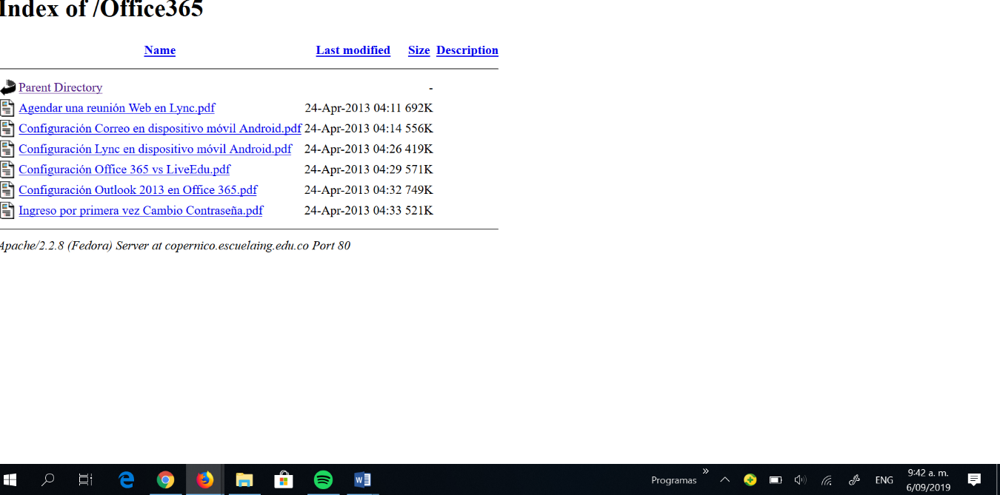 Index of /Office365
Name Last modified Size Description
Parent Directory -
Agendar una reunión Web en Lync.pdf 24-Apr-2013 04:11 692K
Configuración Correo en dispositivo móvil Android.pdf 24-Apr-2013 04:14 556K
Configuración Lync en dispositivo móvil Android.pdf 24-Apr-2013 04:26 419K
Configuración Office 365 vs LiveEdu.pdf 24-Apr-2013 04:29 571K
Configuración Outlook 2013 en Office 365.pdf 24-Apr-2013 04:32 749K
Ingreso por primera vez Cambio Contraseña.pdf 24-Apr-2013 04:33 521K
Apache/2.2.8 (Fedora) Server at copernico.escuelaing.edu.co Port 80
Programas » ENG 9:42 a. m.
6/09/2019